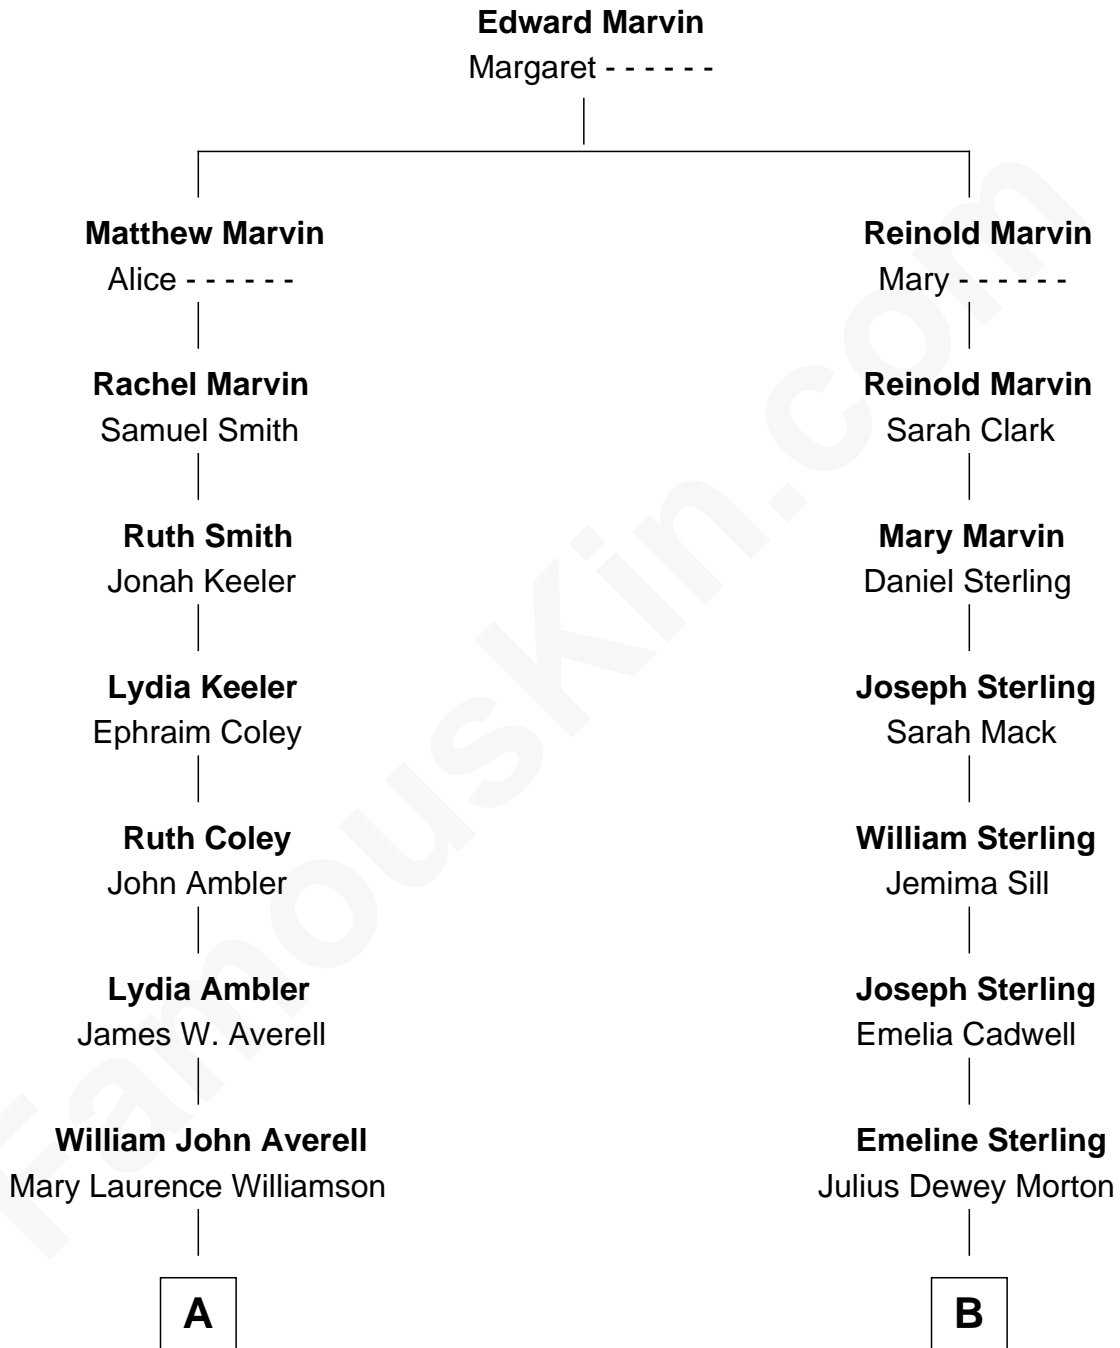 Edward Marvin
Margaret - - - - - -
Matthew Marvin
Alice - - - - - -
Rachel Marvin
Samuel Smith
Ruth Smith
Jonah Keeler
Lydia Keeler
Ephraim Coley
Ruth Coley
John Ambler
Lydia Ambler
James W. Averell
William John Averell
Mary Laurence Williamson
A
Reinold Marvin
Mary - - - - - -
Reinold Marvin
Sarah Clark
Mary Marvin
Daniel Sterling
Joseph Sterling
Sarah Mack
William Sterling
Jemima Sill
Joseph Sterling
Emelia Cadwell
Emeline Sterling
Julius Dewey Morton
B
FamousKin.com